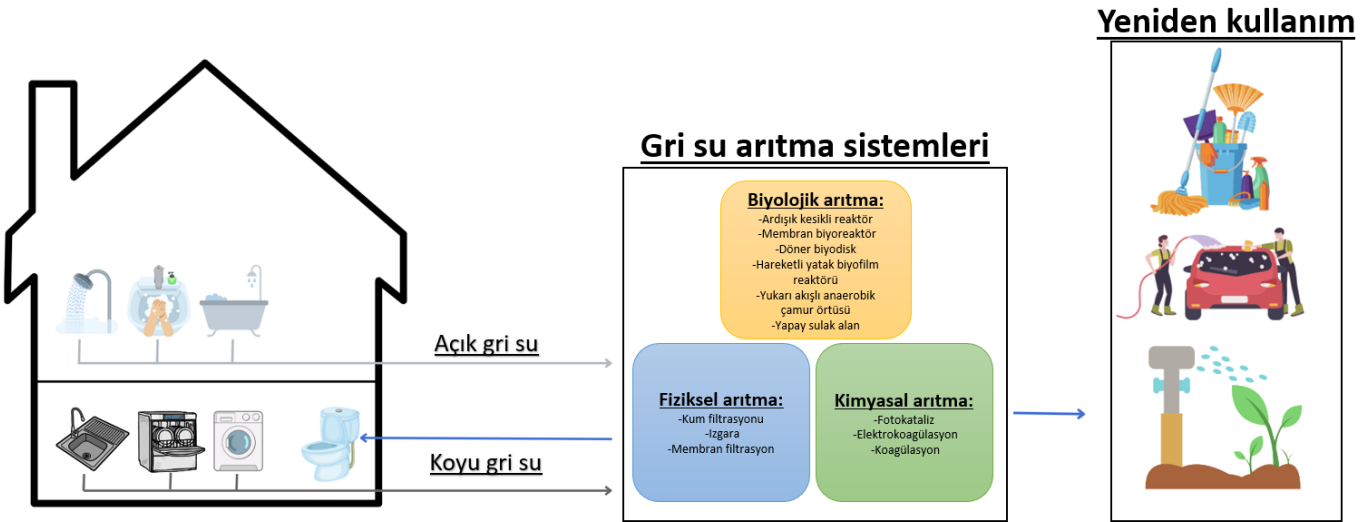 Yeniden kullanım
Gri su arıtma sistemleri
Biyolojik arıtma:
-Ardışık kesikli reaktör
-Membran biyoreaktör
-Döner biyodisk
-Hareketli yatak biyofilm
reaktörü
-Yukarı akışlı anaerobik
çamur örtüsü
-Yapay sulak alan
Açık gri su
Fiziksel arıtma:
-Kum filtrasyonu
-Izgara
-Membran filtrasyon
Kimyasal arıtma:
-Fotokataliz
-Elektrokoagülasyon
-Koagülasyon
Koyu gri su